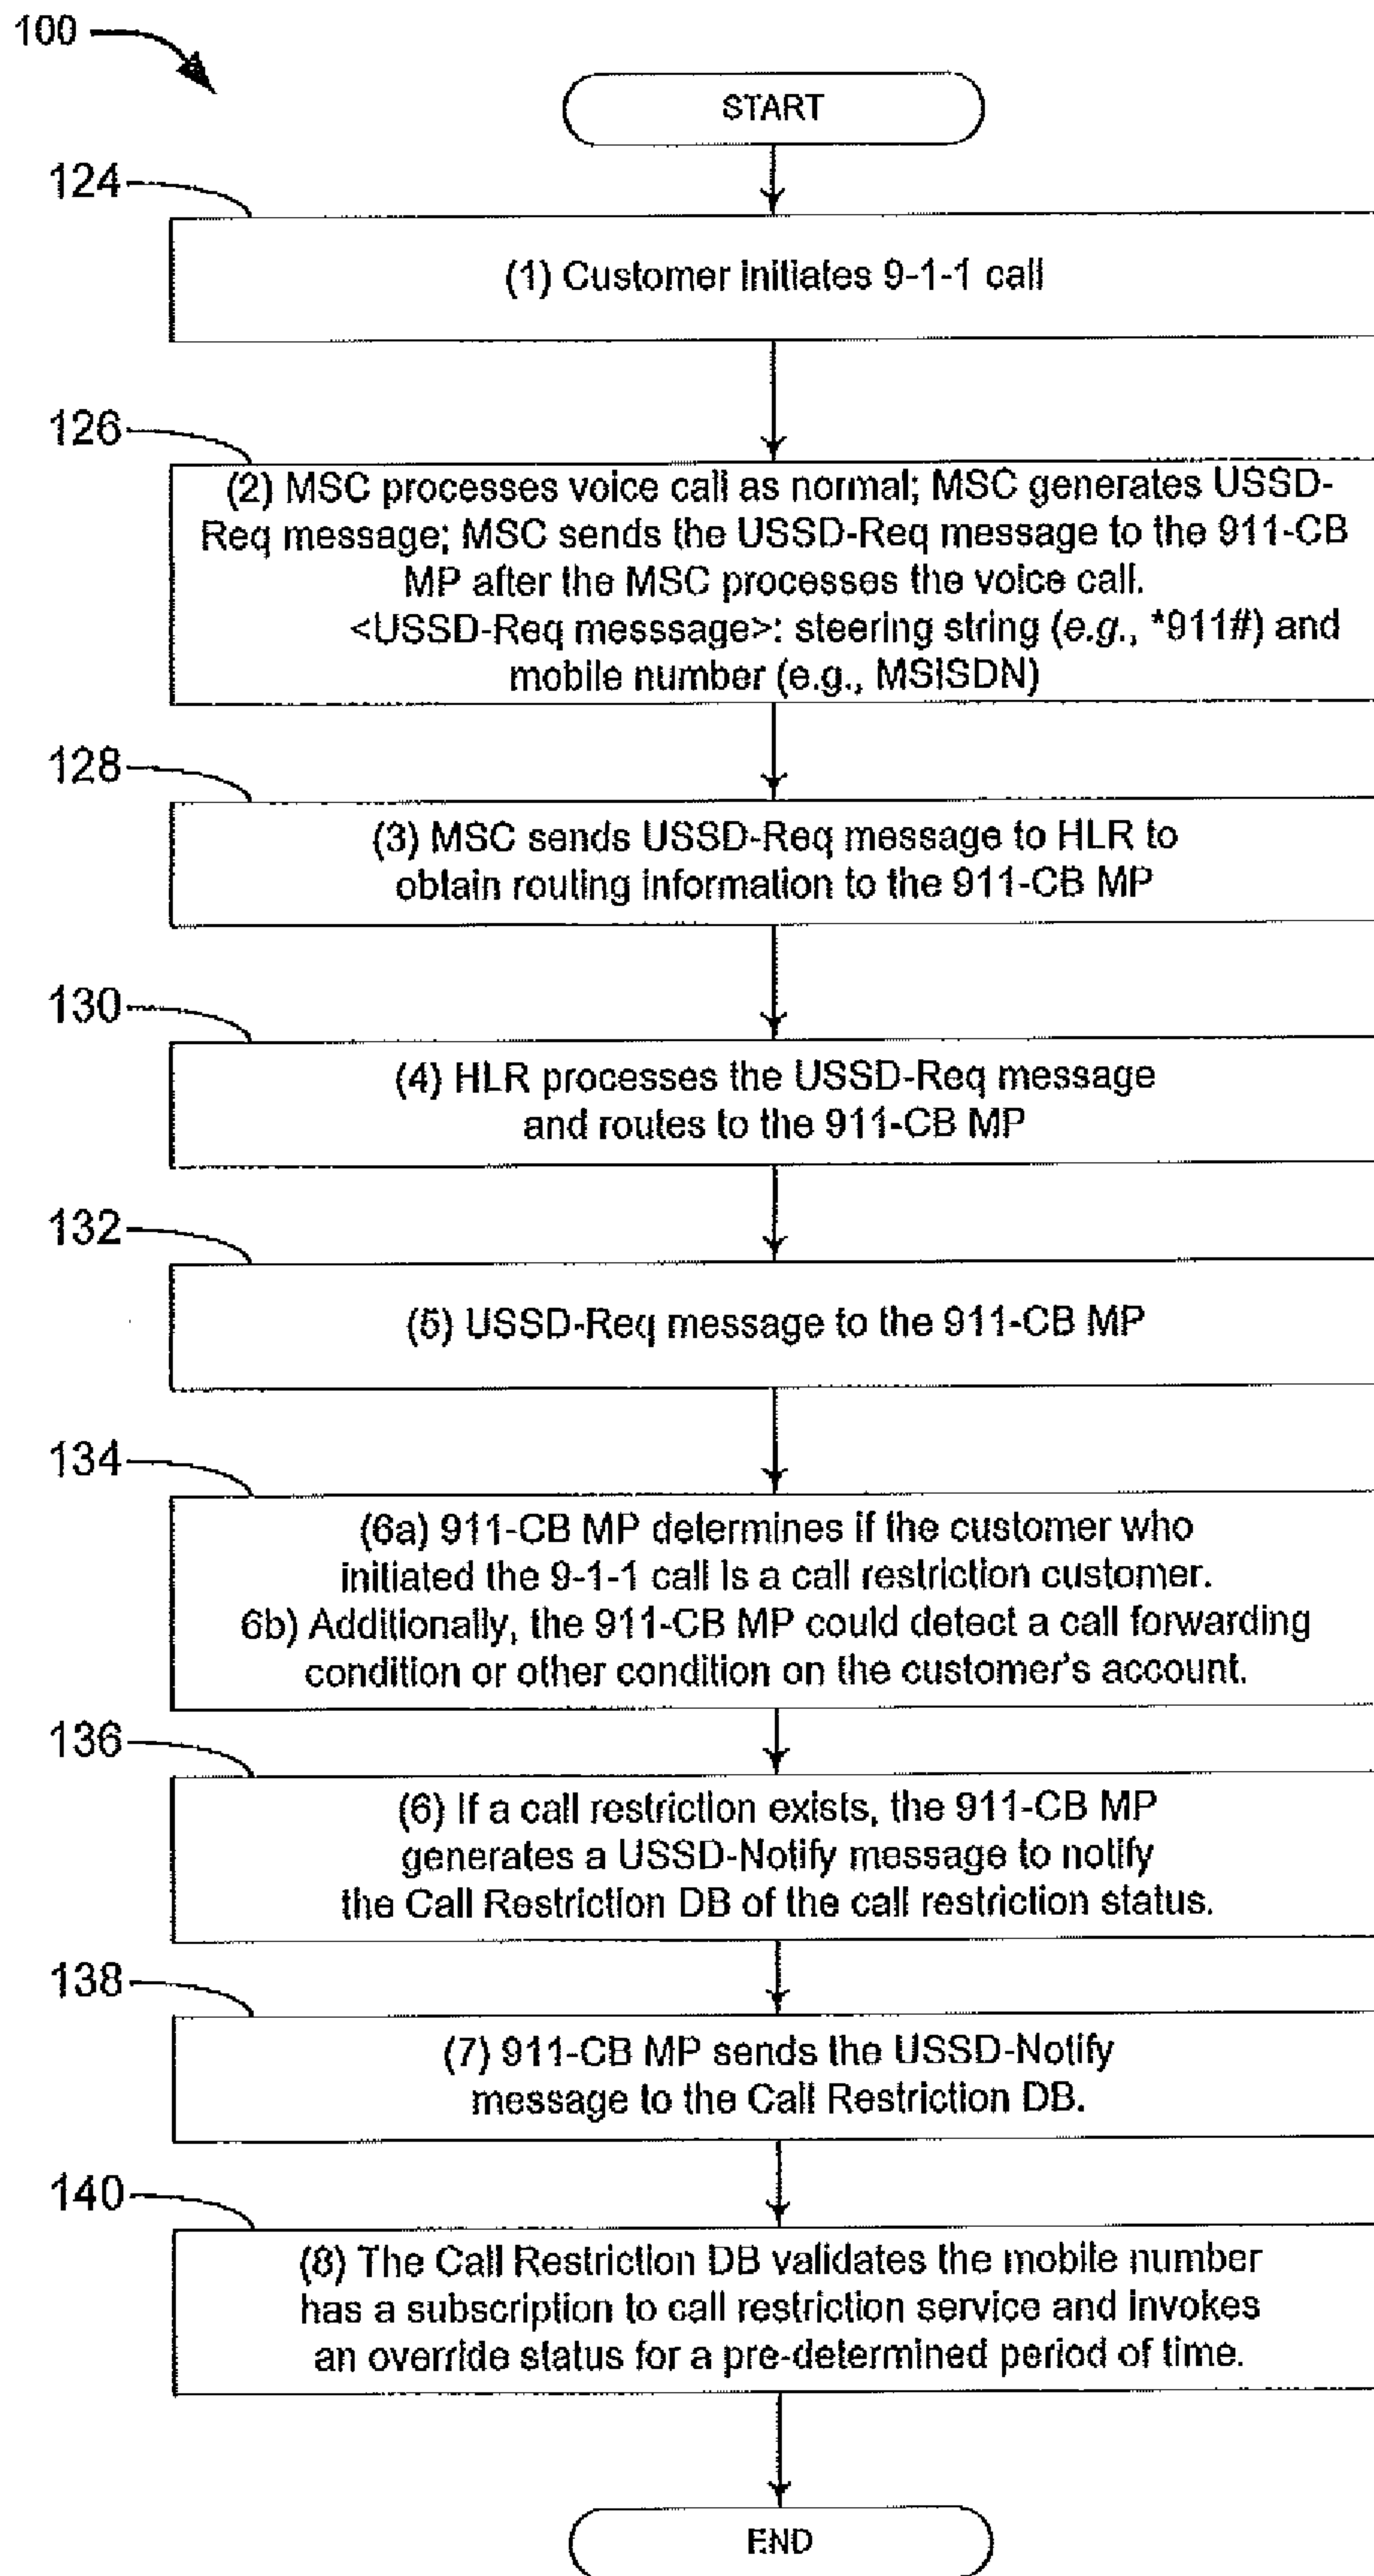 100
START
124
(1) Customer initiates 9-1-1 call
126
(2) MSC processes voice call as normal; MSC generates USSD-
Req message; MSC sends the USSD-Req message to the 911-CB
MP after the MSC processes the voice call.
<USSD-Req messsage>: steering string (e.g., *911#) and
mobile number (e.g., MSISDN)
128
(3) MSC sends USSD-Req message to HLR to
obtain routing information to the 911-CB MP
130
(4) HLR processes the USSD-Req message
and routes to the 911-CB MP
132
(5) USSD-Req message to the 911-CB MP
134
(6a) 911-CB MP determines if the customer who
initiated the 9-1-1 call is a call restriction customer.
6b) Additionally, the 911-CB MP could detect a call forwarding
condition or other condition on the customer's account.
136
(6) If a call restriction exists, the 911-CB MP
generates a USSD-Notify message to notify
the Call Restriction DB of the call restriction status.
138
(7) 911-CB MP sends the USSD-Notify
message to the Call Restriction DB.
140
(8) The Call Restriction DB validates the mobile number
has a subscription to call restriction service and invokes
an override status for a pre-determined period of time.
END